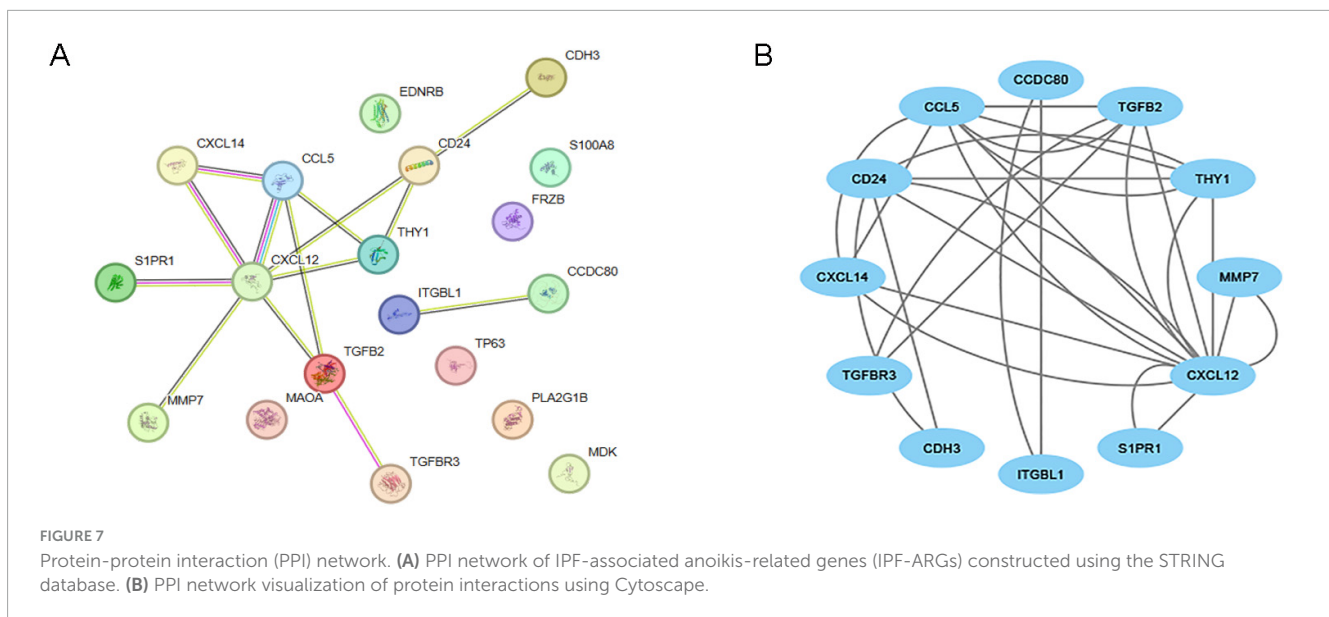 A
CDH3
EDNRB
CXCL14
CCL5
CD24
S100A8
FRZB
THY1
S1PR1
CXCL12
CCDC80
ITGBL1
TGFB2
TP63
MMP7
MAOA
PLA2G1B
TGFBR3
MDK
B
CCDC80
CCL5
TGFB2
CD24
THY1
CXCL14
MMP7
TGFBR3
CXCL12
CDH3
S1PR1
ITGBL1
FIGURE 7
Protein-protein interaction (PPI) network. (A) PPI network of IPF-associated anoikis-related genes (IPF-ARGs) constructed using the STRING
database. (B) PPI network visualization of protein interactions using Cytoscape.